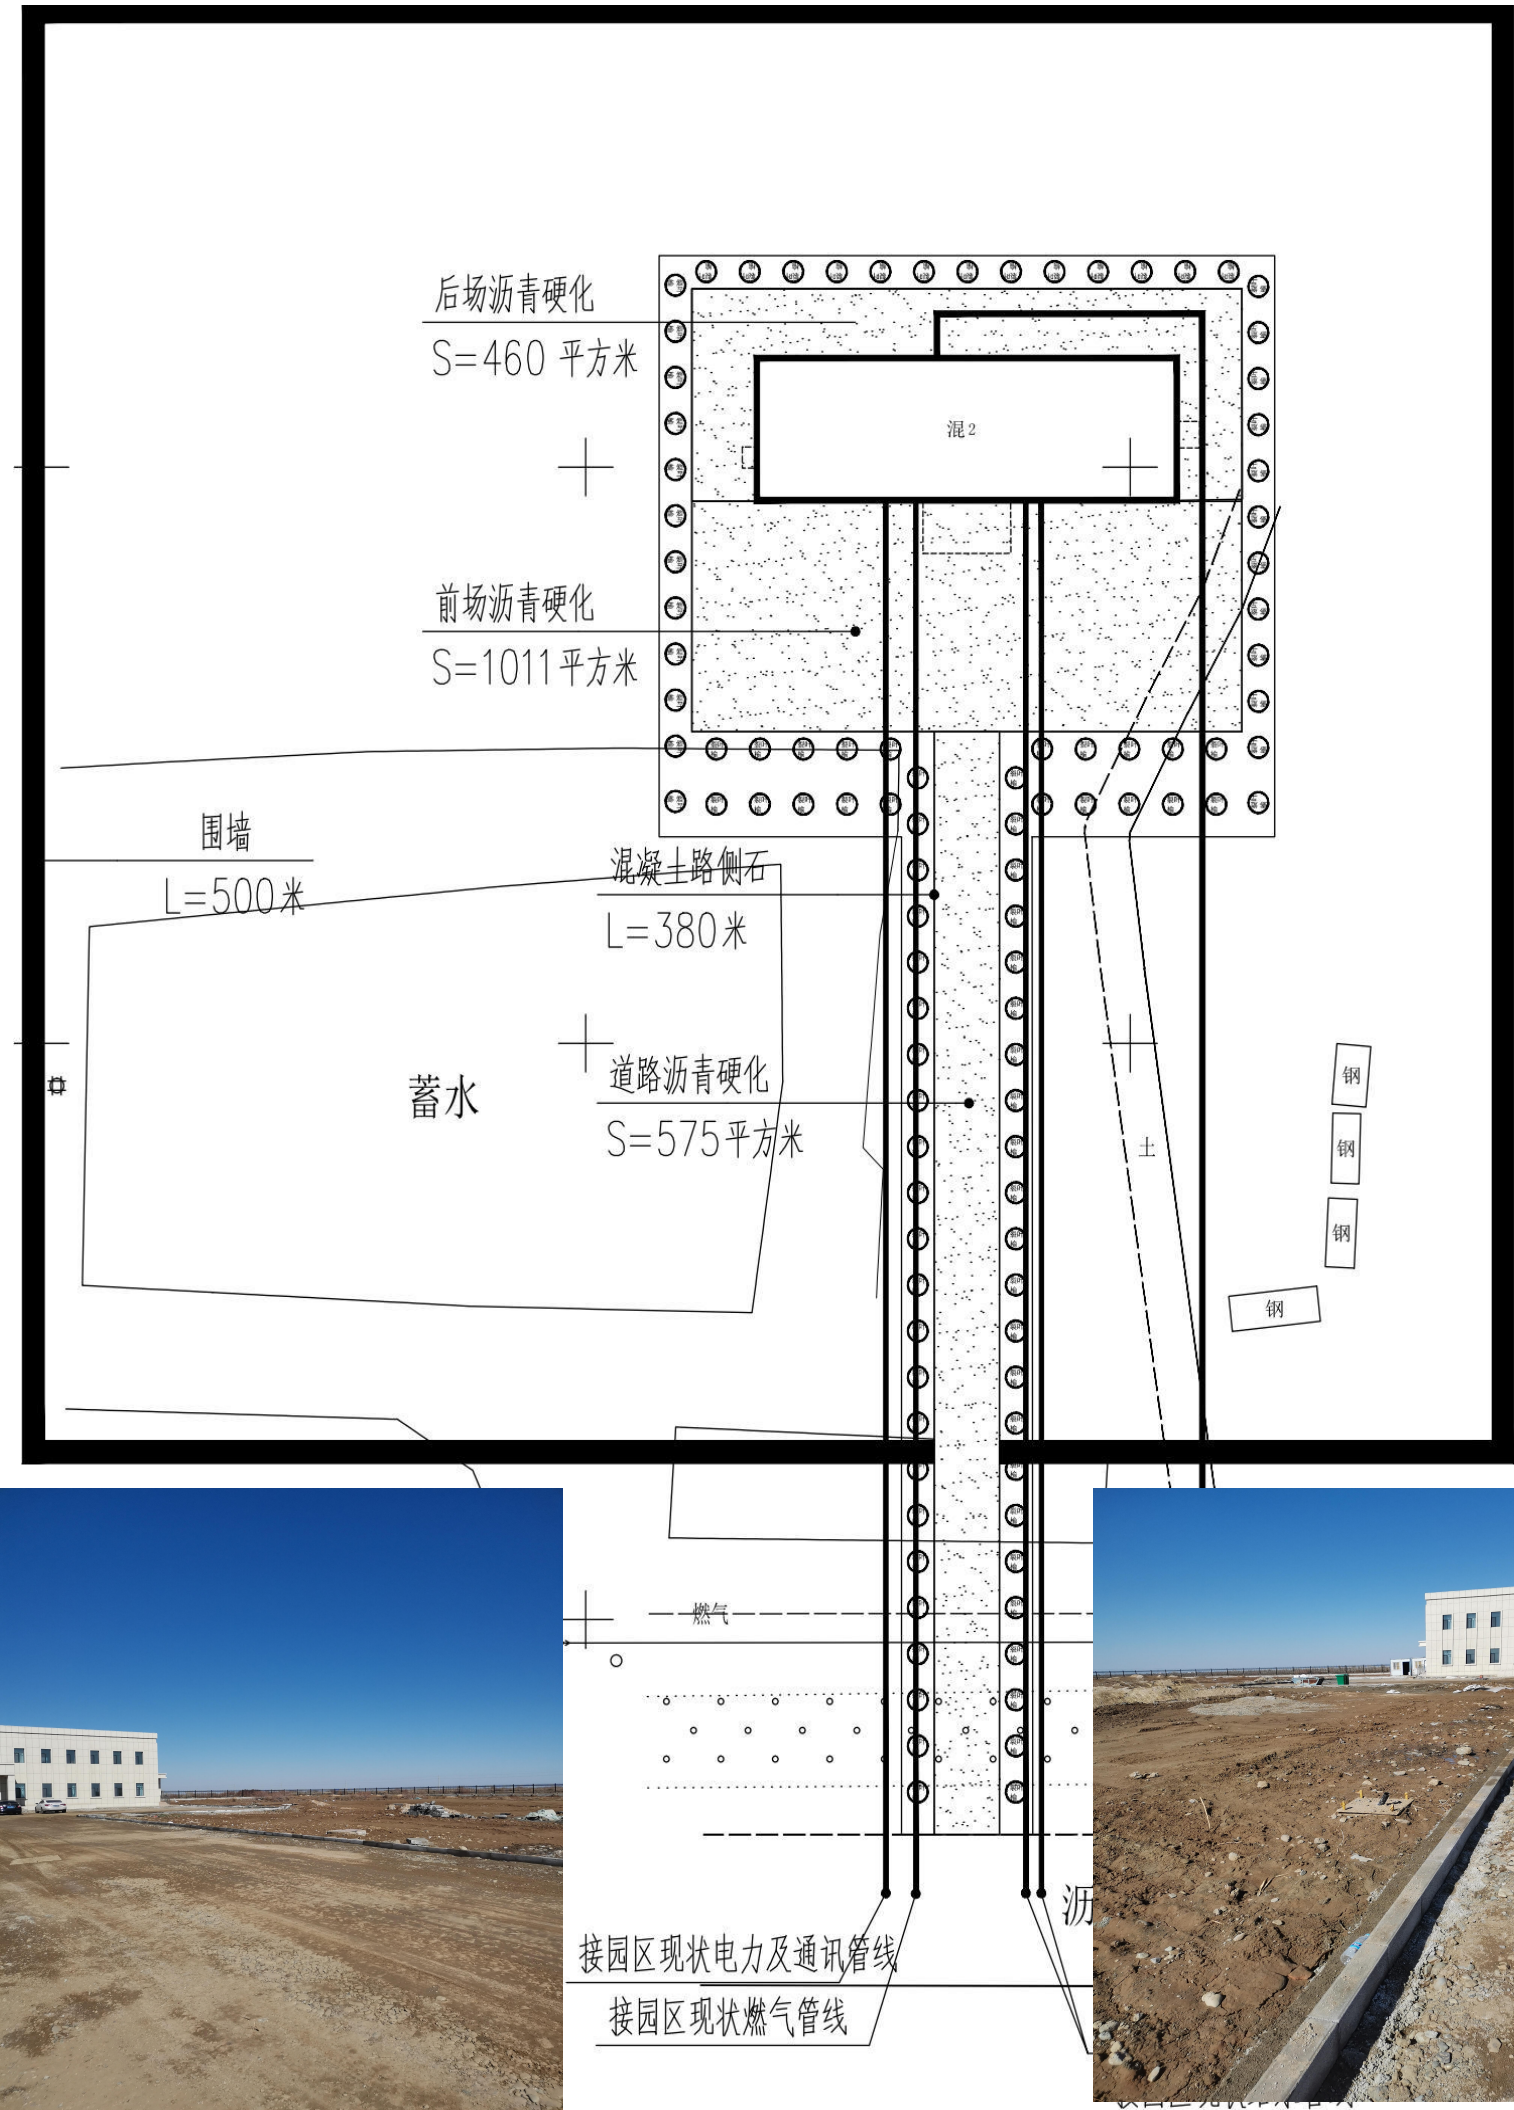 后场沥青硬化
S=460 平方米
混2
前场沥青硬化
S=1011平方米
围墙
L=500米
混凝土路侧石
L=380米
蓄水
道路沥青硬化
S=575平方米
土
钢
钢
钢
钢
燃气
沥
接园区现状电力及通讯管线
接园区现状燃气管线